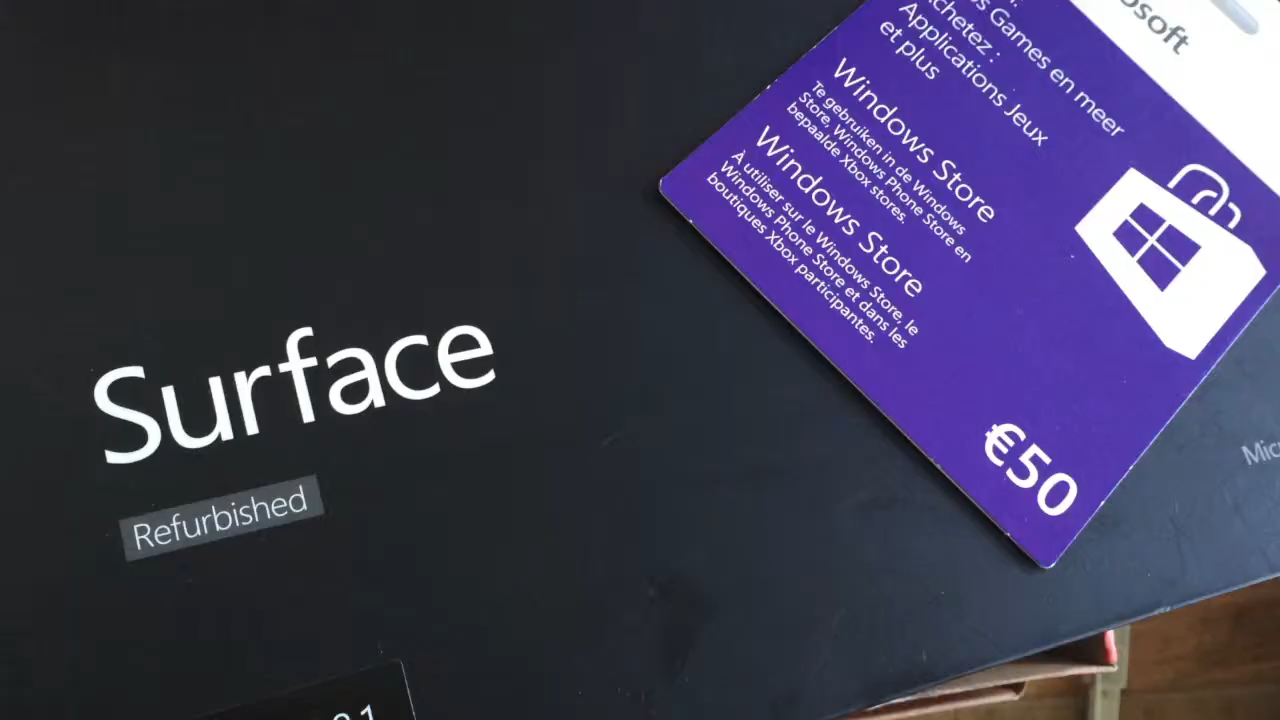 Surface
Refurbished
8.1
Games en meer
Applications Jeux
et plus
Windows Store
Te gebruiken in de Windows
Store, Windows Phone Store en
bepaalde Xbox stores.
Windows Store
À utiliser sur le Windows Store, le
Windows Phone Store et dans les
boutiques Xbox participantes.
€50